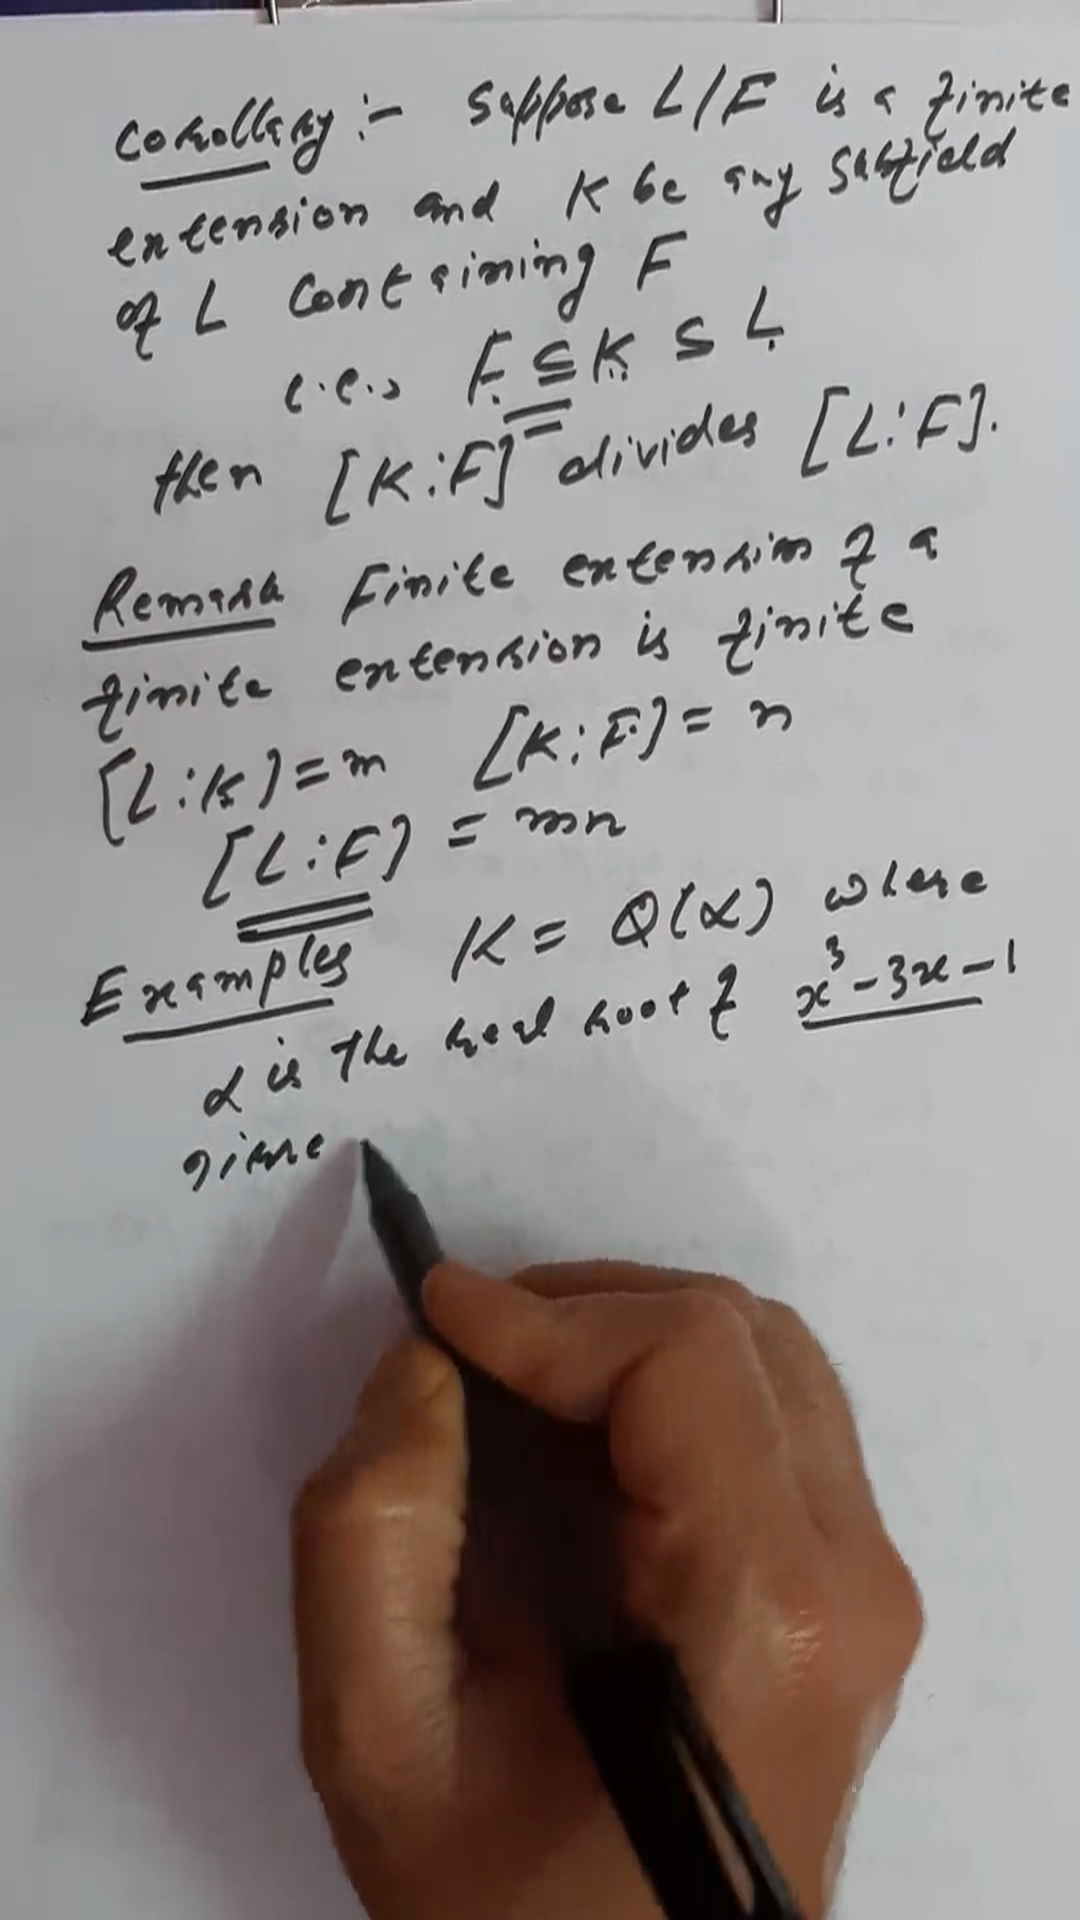 Corollary :- Suppose L/F is a finite
extension and K be any subfield
of L containing F
i.e., F ⊆ K ⊆ L
then [K:F] divides [L:F].
Remark Finite extension of a
finite extension is finite
[L:K] = m [K:F] = n
[L:F] = mn
Examples K = Q(α) where
α is the real root of x³-3x-1